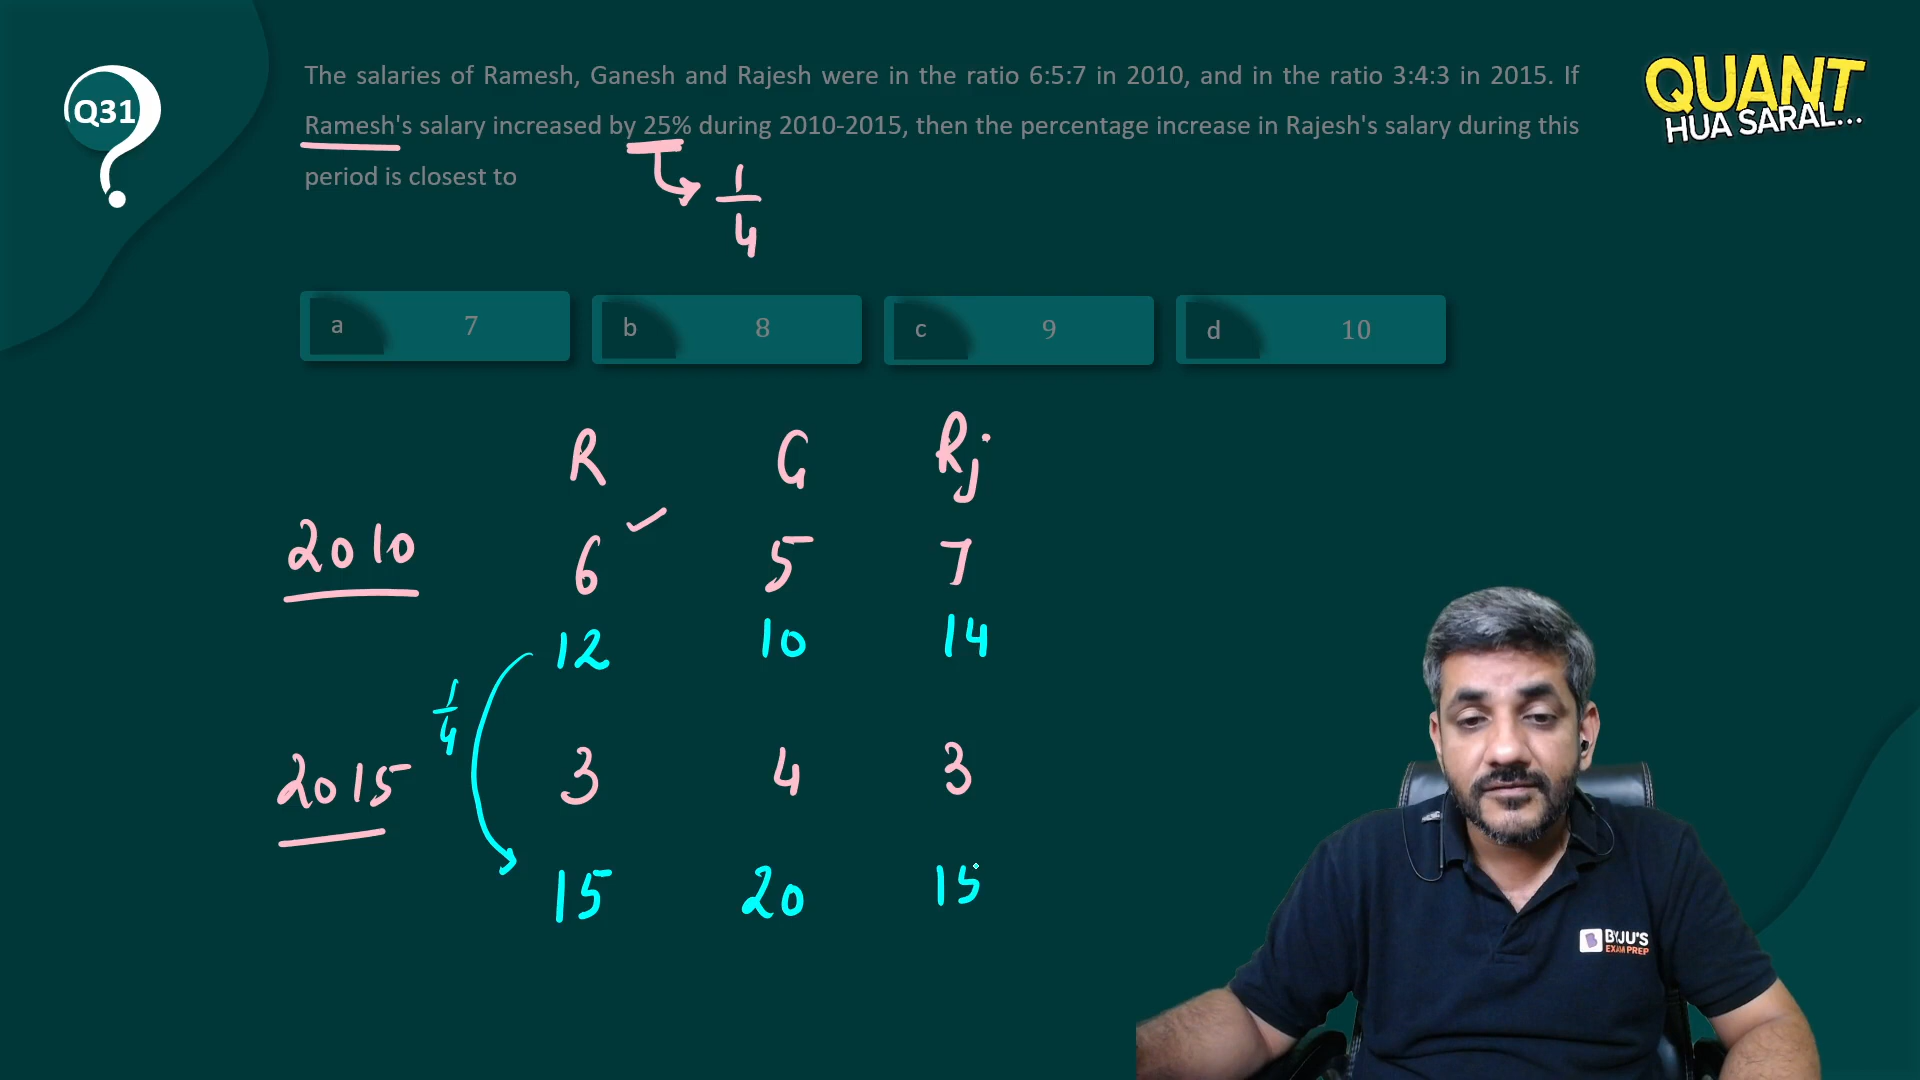 Q31
The salaries of Ramesh, Ganesh and Rajesh were in the ratio 6:5:7 in 2010, and in the ratio 3:4:3 in 2015. If
Ramesh's salary increased by 25% during 2010-2015, then the percentage increase in Rajesh's salary during this
period is closest to
QUANT
HUA SARAL...
1
4
a 7 b 8 c 9 d 10
R G Rj
2010 6 5 7
12 10 14
1
4
2015 3 4 3
15 20 15
BYJU'S
EXAM PREP